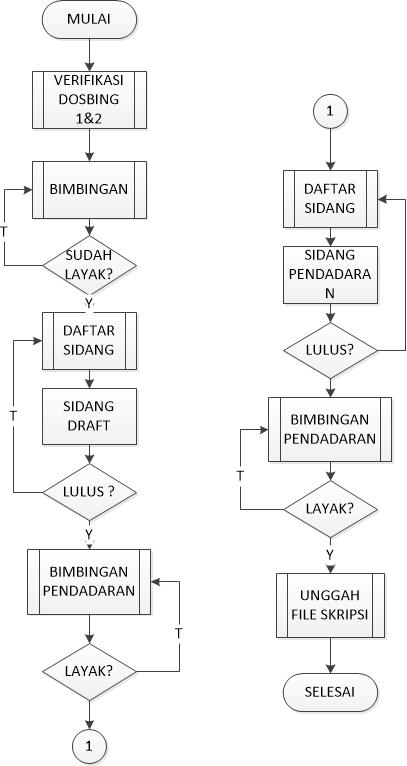 MULAI
VERIFIKASI
DOSBING
1&2
BIMBINGAN
T
SUDAH
LAYAK?
Y
DAFTAR
SIDANG
T
SIDANG
DRAFT
LULUS ?
Y
BIMBINGAN
PENDADARAN
T
LAYAK?
1
1
DAFTAR
SIDANG
SIDANG
PENDADARA
N
LULUS?
BIMBINGAN
PENDADARAN
T
LAYAK?
Y
UNGGAH
FILE SKRIPSI
SELESAI